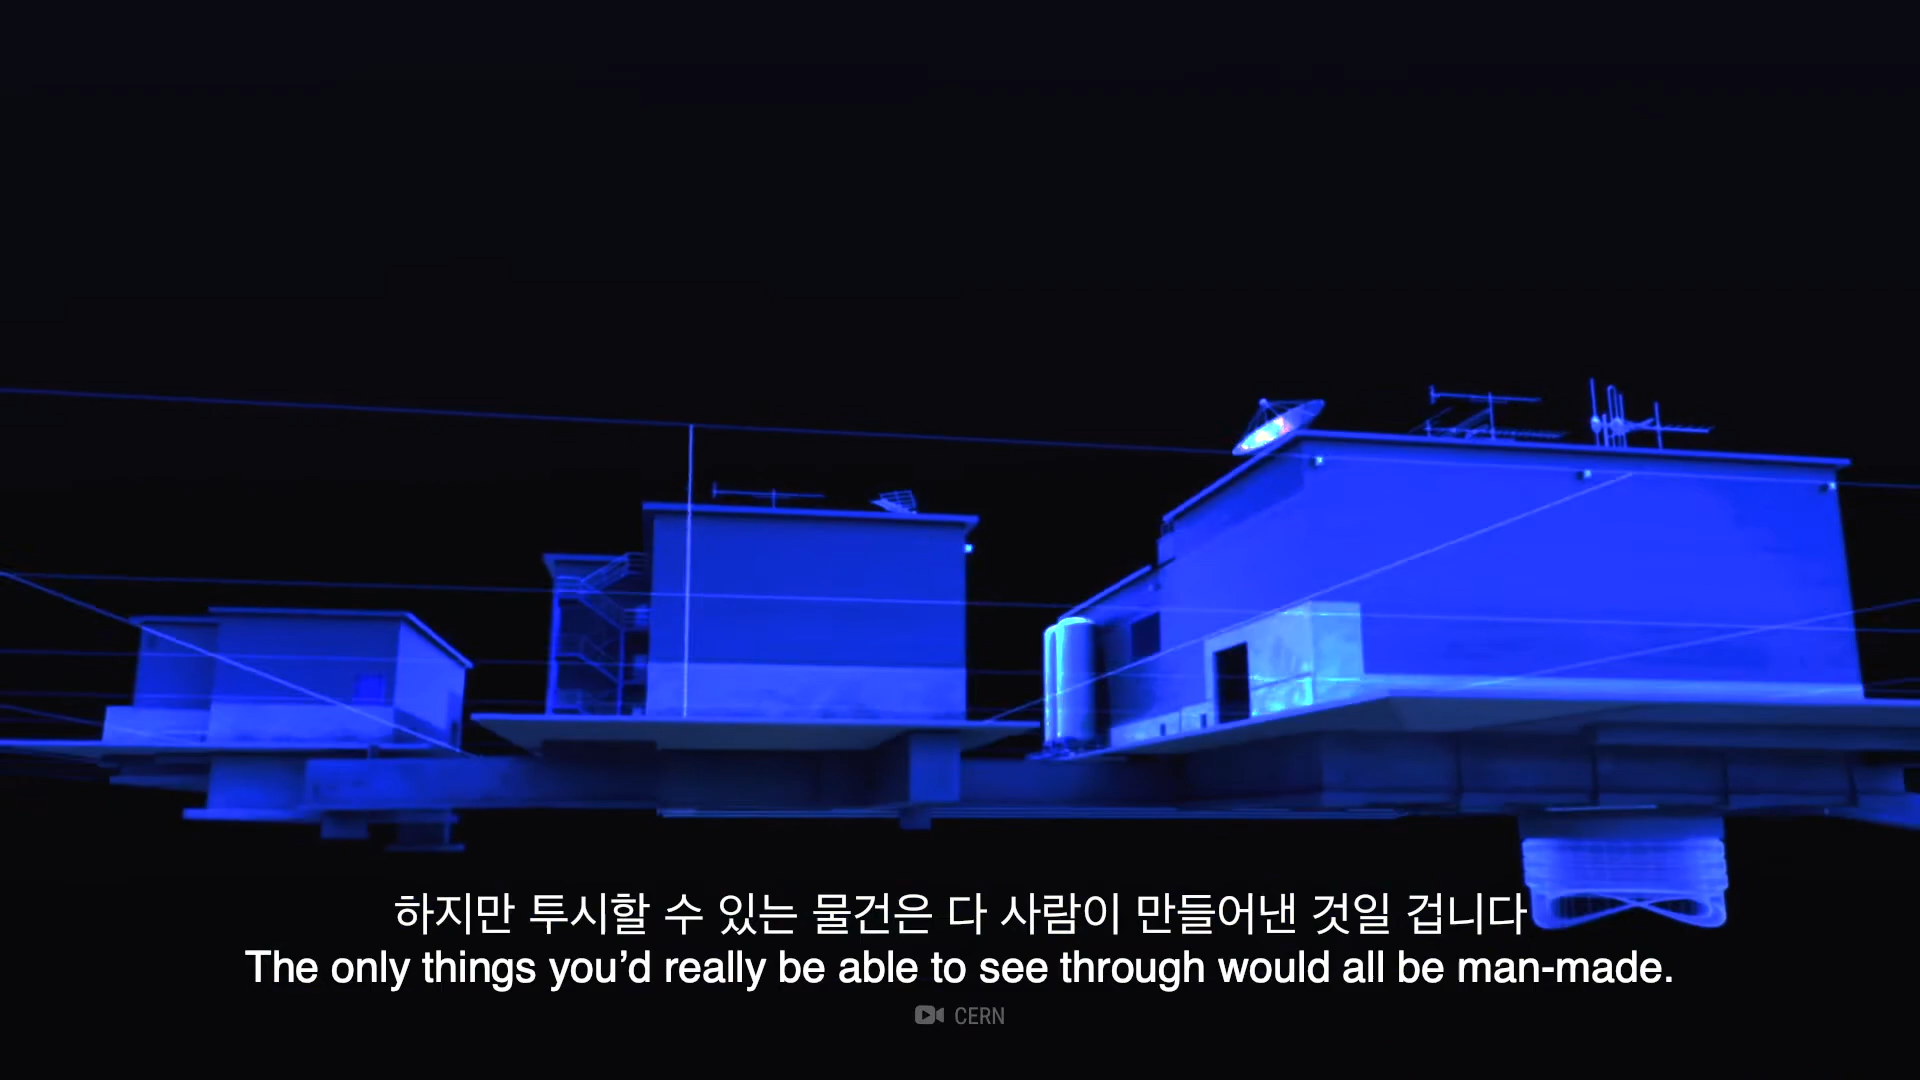 하지만 투시할 수 있는 물건은 다 사람이 만들어낸 것일 겁니다
The only things you’d really be able to see through would all be man-made.
CERN